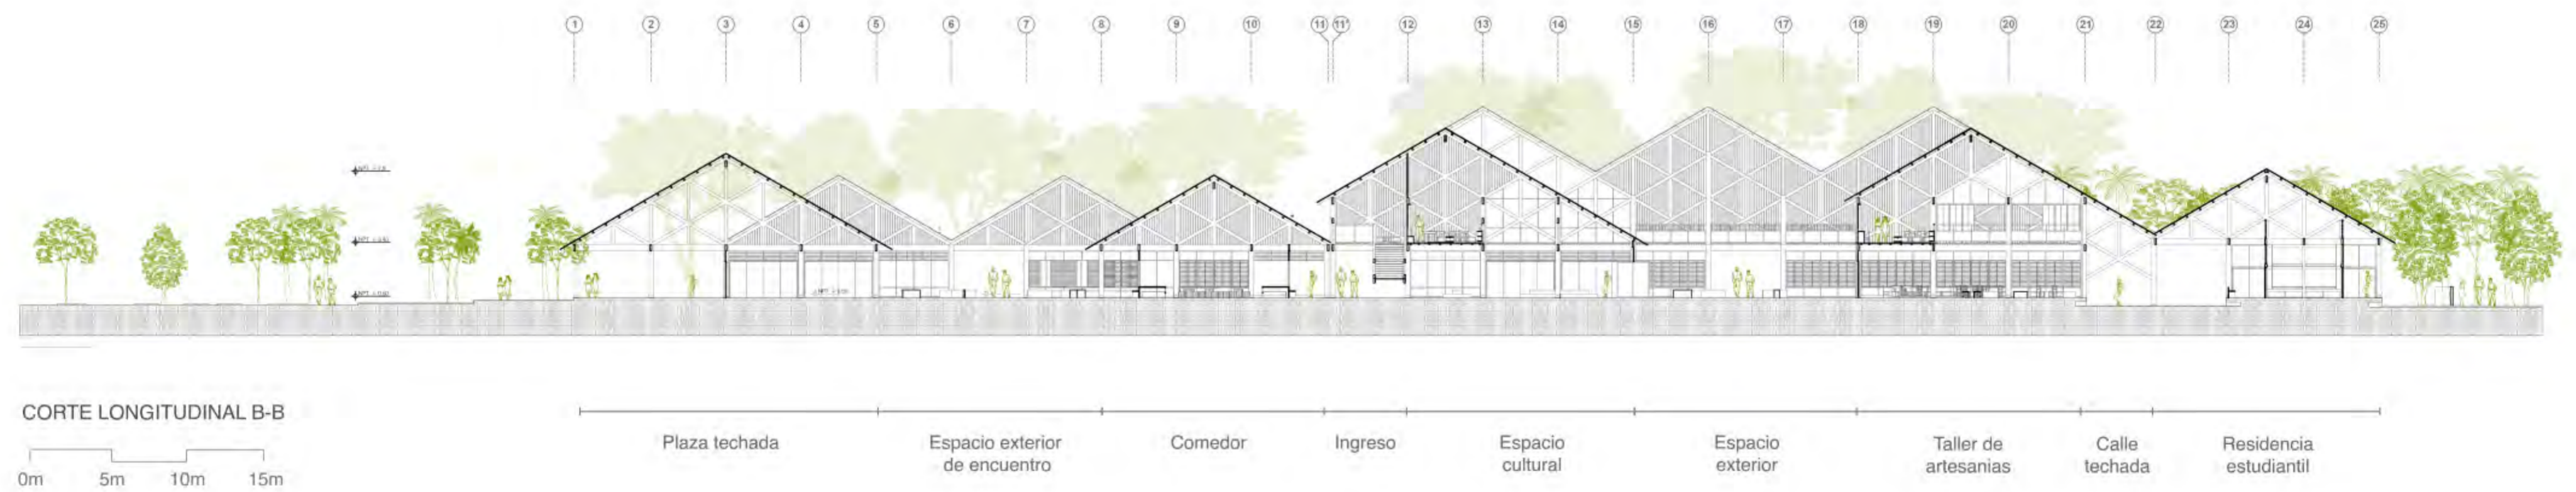 1 2 3 4 5 6 7 8 9 10 11 11' 12 13 14 15 16 17 18 19 20 21 22 23 24 25
CORTE LONGITUDINAL B-B
0m 5m 10m 15m
Plaza techada
Espacio exterior
de encuentro
Comedor
Ingreso
Espacio
cultural
Espacio
exterior
Taller de
artesanias
Calle
techada
Residencia
estudiantil